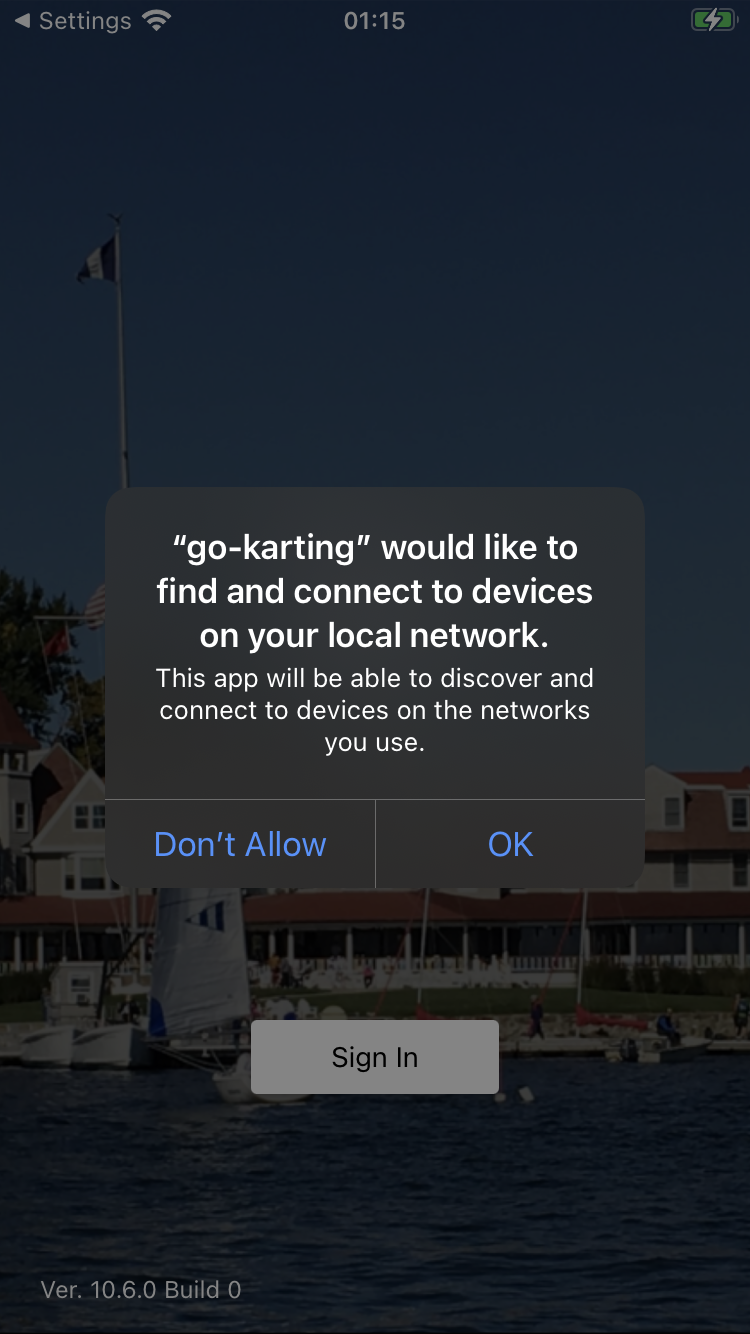 Settings
01:15
“go-karting” would like to
find and connect to devices
on your local network.
This app will be able to discover and
connect to devices on the networks
you use.
Don’t Allow
OK
Sign In
Ver. 10.6.0 Build 0